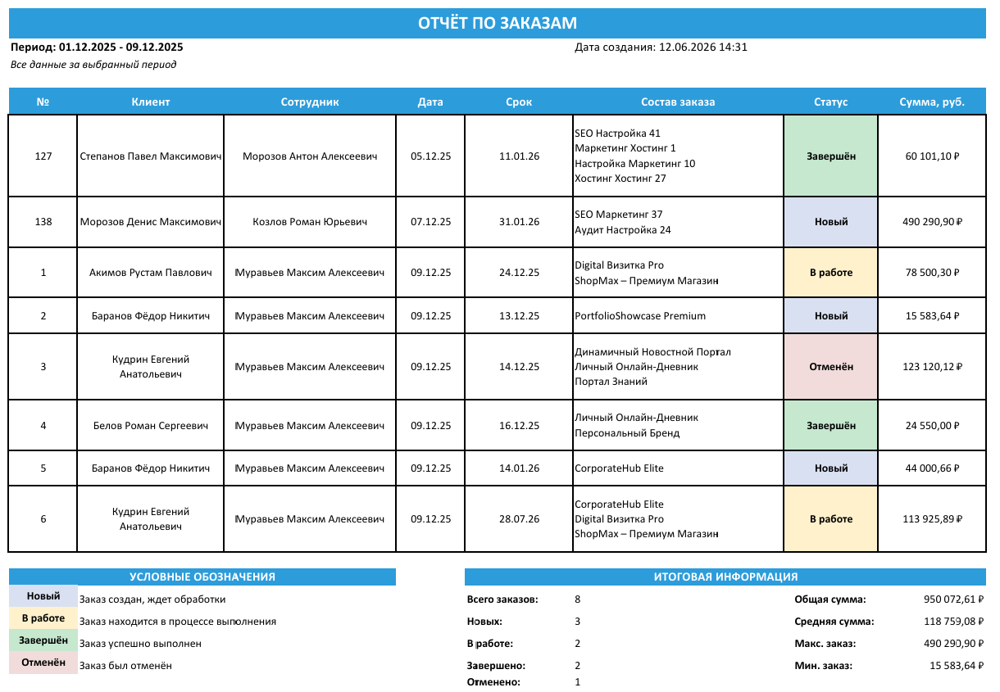 ОТЧЁТ ПО ЗАКАЗАМ
Период: 01.12.2025 - 09.12.2025 Дата создания: 12.06.2026 14:31
Все данные за выбранный период
№ Клиент Сотрудник Дата Срок Состав заказа Статус Сумма, руб.
127 Степанов Павел Максимович Морозов Антон Алексеевич 05.12.25 11.01.26 SEO Настройка 41
Маркетинг Хостинг 1
Настройка Маркетинг 10
Хостинг Хостинг 27
Завершён 60 101,10 ₽
138 Морозов Денис Максимович Козлов Роман Юрьевич 07.12.25 31.01.26 SEO Маркетинг 37
Аудит Настройка 24
Новый 490 290,90 ₽
1 Акимов Рустам Павлович Муравьев Максим Алексеевич 09.12.25 24.12.25 Digital Визитка Pro
ShopMax – Премиум Магазин
В работе 78 500,30 ₽
2 Баранов Фёдор Никитич Муравьев Максим Алексеевич 09.12.25 13.12.25 PortfolioShowcase Premium Новый 15 583,64 ₽
3 Кудрин Евгений
Анатольевич
Муравьев Максим Алексеевич 09.12.25 14.12.25 Динамичный Новостной Портал
Личный Онлайн-Дневник
Портал Знаний
Отменён 123 120,12 ₽
4 Белов Роман Сергеевич Муравьев Максим Алексеевич 09.12.25 16.12.25 Личный Онлайн-Дневник
Персональный Бренд
Завершён 24 550,00 ₽
5 Баранов Фёдор Никитич Муравьев Максим Алексеевич 09.12.25 14.01.26 CorporateHub Elite Новый 44 000,66 ₽
6 Кудрин Евгений
Анатольевич
Муравьев Максим Алексеевич 09.12.25 28.07.26 CorporateHub Elite
Digital Визитка Pro
ShopMax – Премиум Магазин
В работе 113 925,89 ₽
УСЛОВНЫЕ ОБОЗНАЧЕНИЯ
Новый Заказ создан, ждет обработки
В работе Заказ находится в процессе выполнения
Завершён Заказ успешно выполнен
Отменён Заказ был отменён
ИТОГОВАЯ ИНФОРМАЦИЯ
Всего заказов: 8 Общая сумма: 950 072,61 ₽
Новых: 3 Средняя сумма: 118 759,08 ₽
В работе: 2 Макс. заказ: 490 290,90 ₽
Завершено: 2 Мин. заказ: 15 583,64 ₽
Отменено: 1